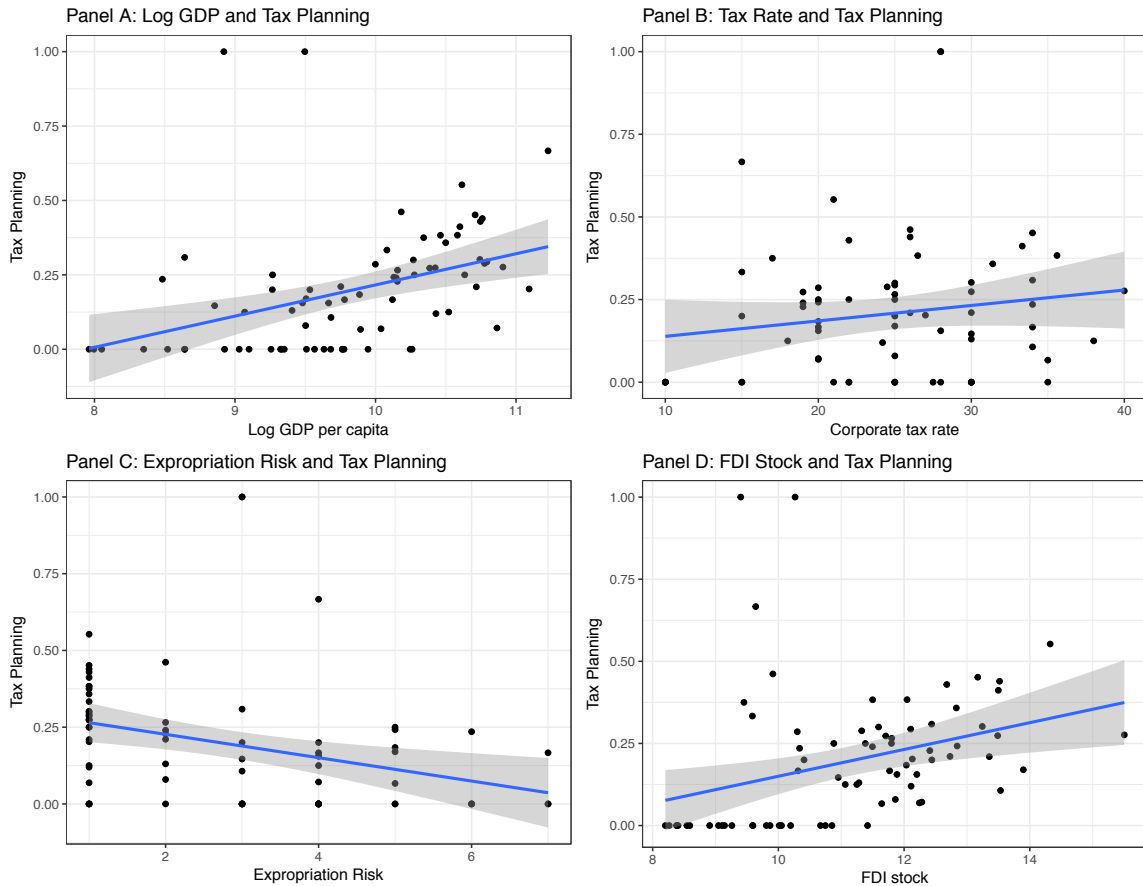 Panel A: Log GDP and Tax Planning
1.00
0.75
0.50
0.25
0.00
Tax Planning
8 9 10 11
Log GDP per capita
Panel B: Tax Rate and Tax Planning
1.00
0.75
0.50
0.25
0.00
Tax Planning
10 20 30 40
Corporate tax rate
Panel C: Expropriation Risk and Tax Planning
1.00
0.75
0.50
0.25
0.00
Tax Planning
2 4 6
Expropriation Risk
Panel D: FDI Stock and Tax Planning
1.00
0.75
0.50
0.25
0.00
Tax Planning
8 10 12 14
FDI stock